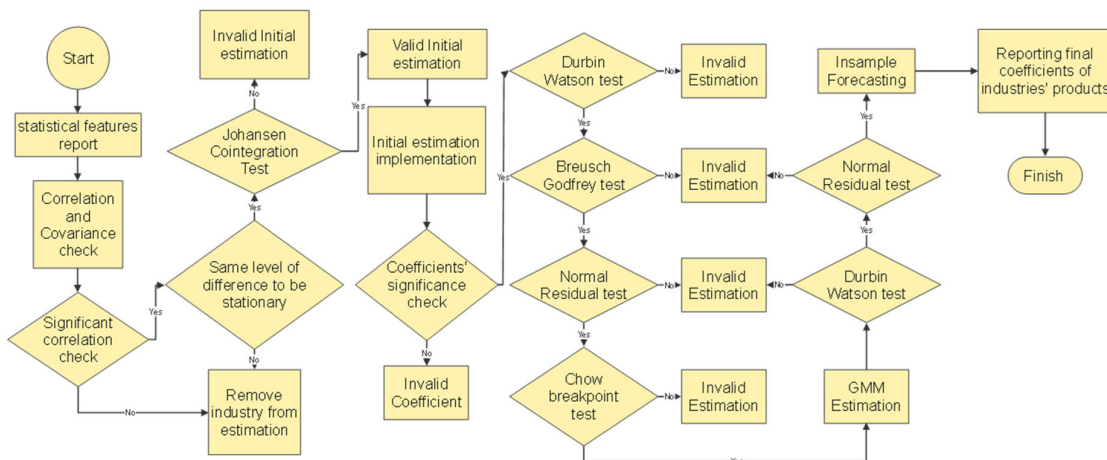 Start
statistical features
report
Correlation
and
Covariance
check
Significant
correlation
check
Yes
No
Invalid Initial
estimation
No
Johansen
Cointegration
Test
Yes
Yes
Same level of
difference to be
stationary
No
Remove
industry from
estimation
Valid Initial
estimation
Initial estimation
implementation
Coefficients'
significance
check
Yes
No
Invalid
Coefficient
Durbin
Watson test
No
Invalid
Estimation
Yes
Breusch
Godfrey test
No
Invalid
Estimation
Yes
Normal
Residual test
No
Invalid
Estimation
Yes
Chow
breakpoint
test
No
Invalid
Estimation
Yes
GMM
Estimation
Durbin
Watson test
No
Yes
Normal
Residual test
No
Yes
Insample
Forecasting
Reporting final
coefficients of
industries' products
Finish